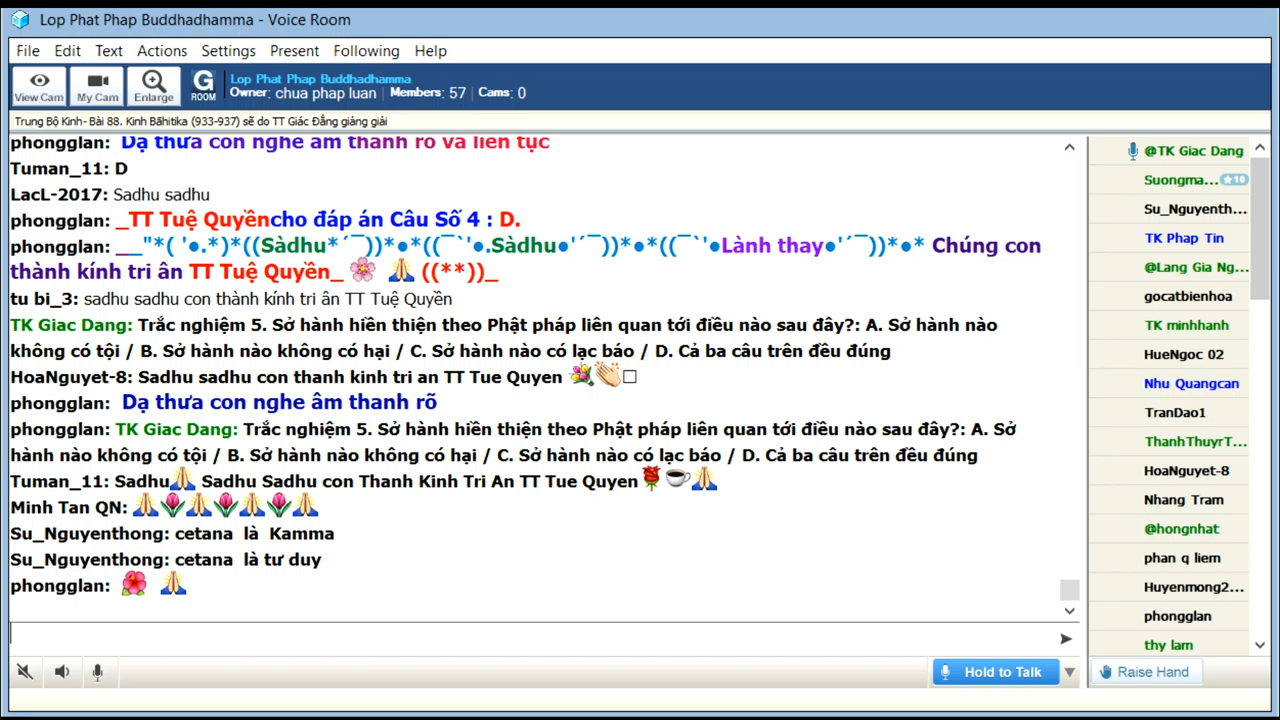 Lop Phat Phap Buddhadhamma - Voice Room
File Edit Text Actions Settings Present Following Help
View Cam My Cam Enlarge G ROOM
Lop Phat Phap Buddhadhamma
Owner: chua phap luan Members: 57 Cams: 0
Trung Bộ Kinh- Bài 88. Kinh Bāhitika (933-937) sẽ do TT Giác Đẳng giảng giải
phongglan: Dạ thưa con nghe âm thanh rõ và liên tục
Tuman_11: D
LacL-2017: Sadhu sadhu
phongglan: _TT Tuệ Quyềncho đáp án Câu Số 4 : D.
phongglan: __"*( '●.*)*((Sàdhu*´¯))*●*((¯`'●.Sàdhu●'´¯))*●*((¯`'●Lành thay●'´¯))*●* Chúng con
thành kính tri ân TT Tuệ Quyền_ 🌸 🙏 ((**))_
tu bi_3: sadhu sadhu con thành kính tri ân TT Tuệ Quyền
TK Giac Dang: Trắc nghiệm 5. Sở hành hiền thiện theo Phật pháp liên quan tới điều nào sau đây?: A. Sở hành nào
không có tội / B. Sở hành nào không có hại / C. Sở hành nào có lạc báo / D. Cả ba câu trên đều đúng
HoaNguyet-8: Sadhu sadhu con thanh kinh tri an TT Tue Quyen 💐👏□
phongglan: Dạ thưa con nghe âm thanh rõ
phongglan: TK Giac Dang: Trắc nghiệm 5. Sở hành hiền thiện theo Phật pháp liên quan tới điều nào sau đây?: A. Sở
hành nào không có tội / B. Sở hành nào không có hại / C. Sở hành nào có lạc báo / D. Cả ba câu trên đều đúng
Tuman_11: Sadhu🙏 Sadhu Sadhu con Thanh Kinh Tri An TT Tue Quyen 🌹☕🙏
Minh Tan QN: 🙏🌷🙏🌷🙏🌷🙏
Su_Nguyenthong: cetana là Kamma
Su_Nguyenthong: cetana là tư duy
phongglan: 🌺 🙏
@TK Giac Dang
Suongma... ★10
Su_Nguyenth...
TK Phap Tin
@Lang Gia Ng...
gocatbienhoa
TK minhhanh
HueNgoc 02
Nhu Quangcan
TranDao1
ThanhThuyrT...
HoaNguyet-8
Nhang Tram
@hongnhat
phan q liem
Huyenmong2...
phongglan
thy lam
Hold to Talk
Raise Hand